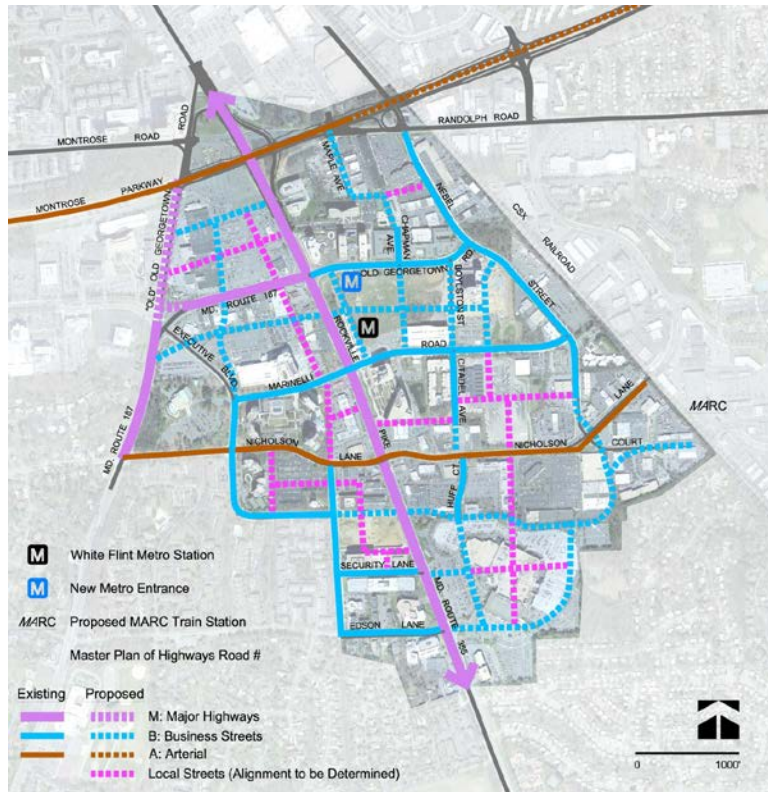 MONTROSE ROAD ROAD
RANDOLPH ROAD
MONTROSE PARKWAY
"OLD" OLD GEORGETOWN
MAPLE AVE
NEBEL STREET
CSX RAILROAD
CHAPMAN AVE
OLD GEORGETOWN RD
BOYLSTON ST
M
MD. ROUTE 187
M
ROCKVILLE PIKE
EXECUTIVE BLVD
MARINELLI ROAD
CITADEL AVE
LANE
MARC
MD. ROUTE 187
NICHOLSON LANE
NICHOLSON
COURT
HUFF CT
SECURITY LANE
MD. ROUTE 355
EDSON LANE
M White Flint Metro Station
M New Metro Entrance
MARC Proposed MARC Train Station
Master Plan of Highways Road #
Existing Proposed
M: Major Highways
B: Business Streets
A: Arterial
Local Streets (Alignment to be Determined)
0 1000'